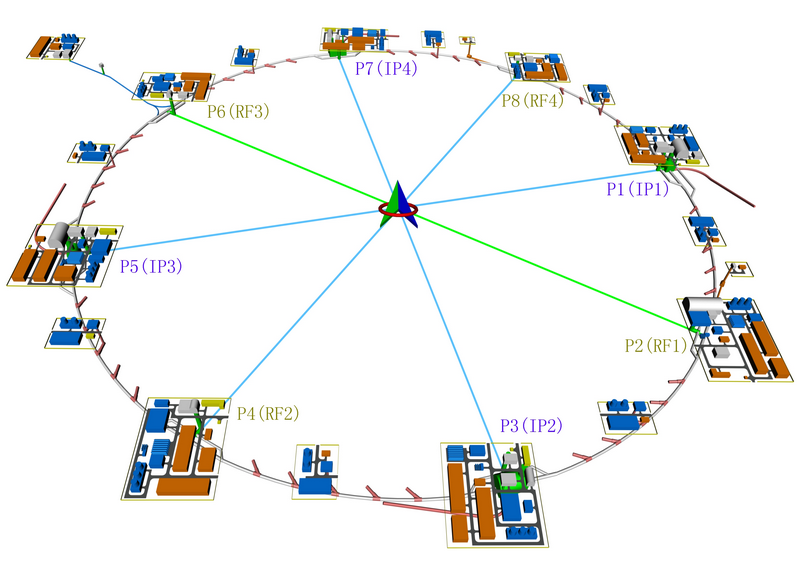 P7(IP4)
P8(RF4)
P6(RF3)
P1(IP1)
P5(IP3)
P2(RF1)
P4(RF2)
P3(IP2)